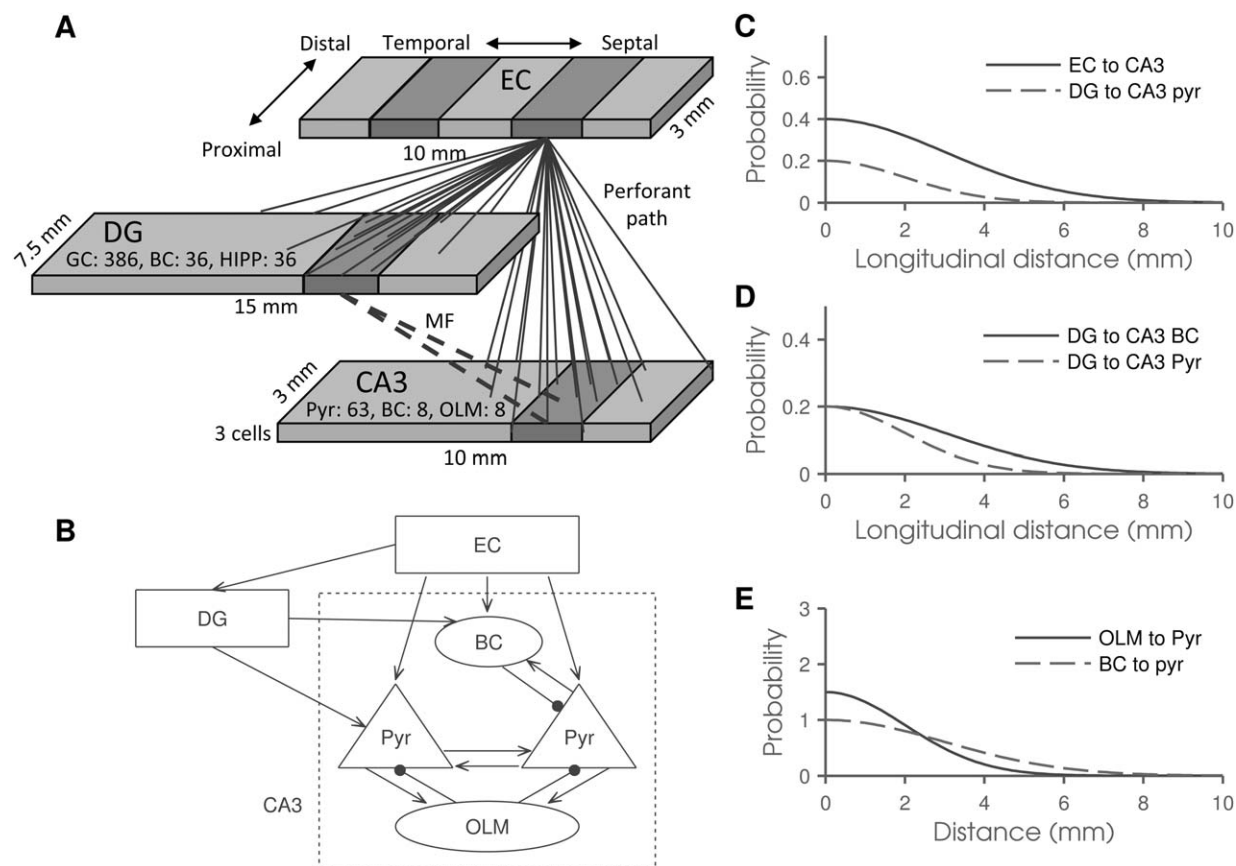 A
Distal
Temporal
Septal
EC
Proximal
10 mm
3 mm
Perforant
path
7.5 mm
DG
GC: 386, BC: 36, HIPP: 36
15 mm
MF
3 mm
CA3
Pyr: 63, BC: 8, OLM: 8
3 cells
10 mm
B
EC
DG
BC
Pyr
Pyr
CA3
OLM
C
EC to CA3
DG to CA3 pyr
Probability
0.6
0.4
0.2
0
0 2 4 6 8 10
Longitudinal distance (mm)
D
DG to CA3 BC
DG to CA3 Pyr
Probability
0.4
0.2
0
0 2 4 6 8 10
Longitudinal distance (mm)
E
OLM to Pyr
BC to pyr
Probability
3
2
1
0
0 2 4 6 8 10
Distance (mm)